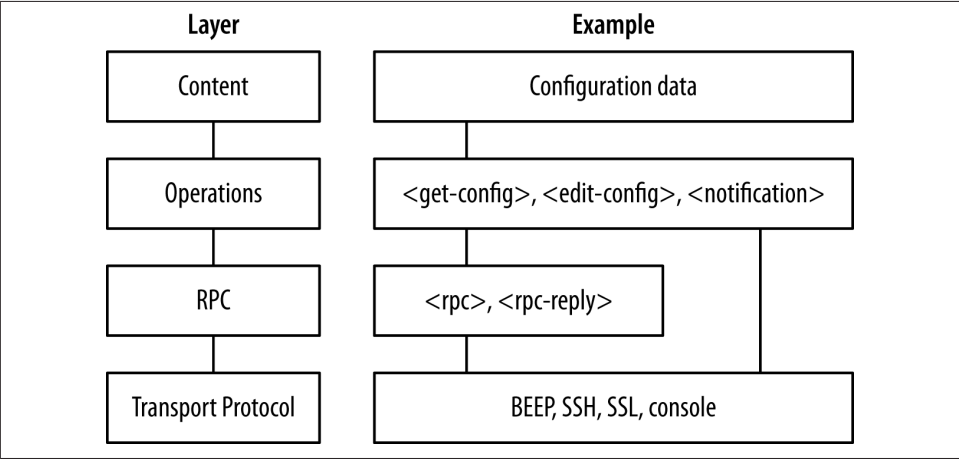 Layer
Example
Content
Configuration data
Operations
<get-config>, <edit-config>, <notification>
RPC
<rpc>, <rpc-reply>
Transport Protocol
BEEP, SSH, SSL, console